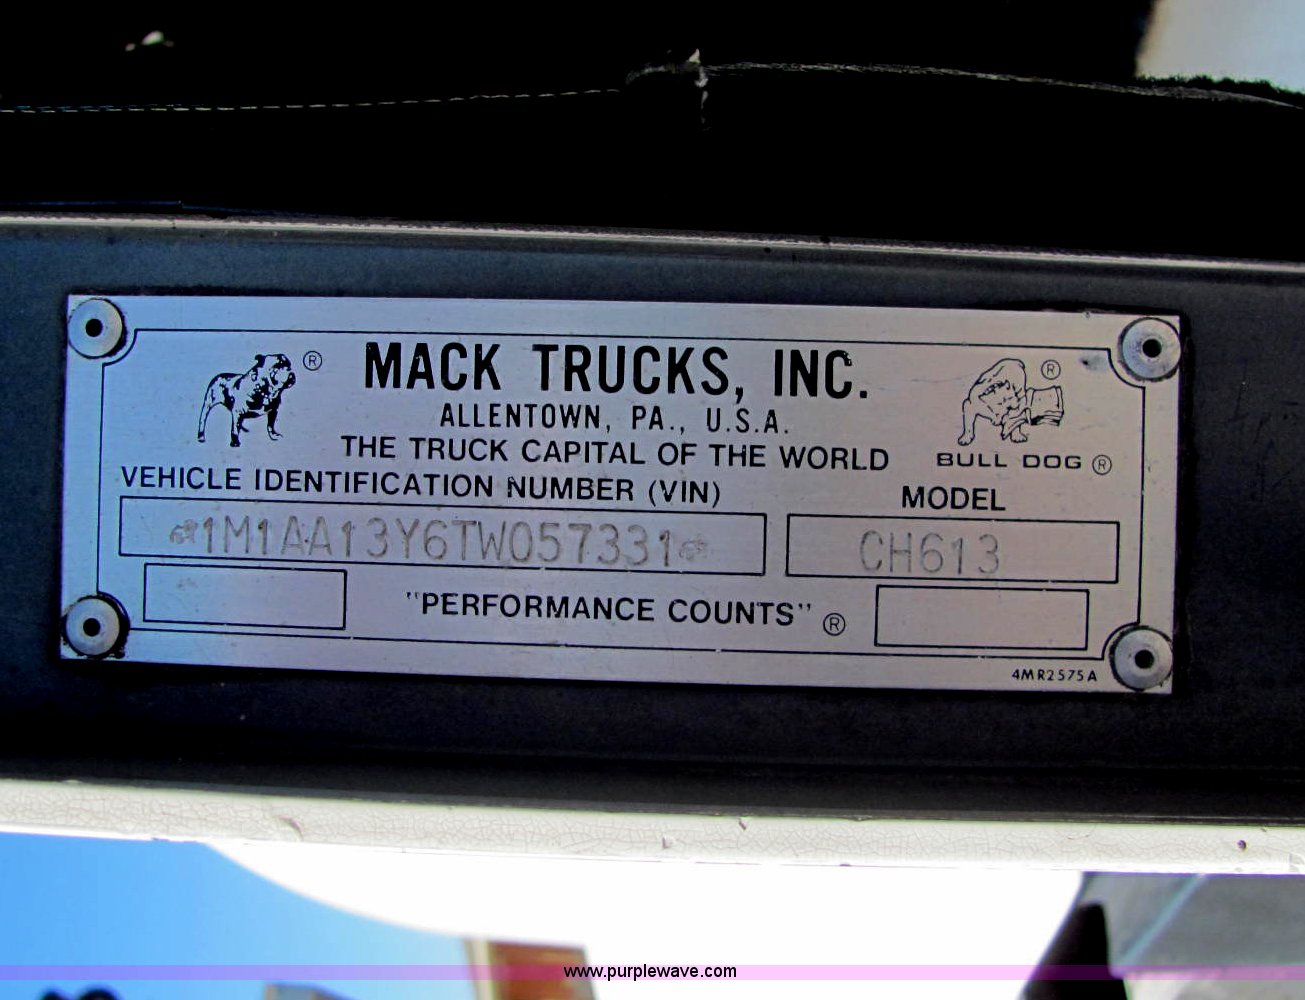 MACK TRUCKS, INC.
ALLENTOWN, PA., U.S.A.
THE TRUCK CAPITAL OF THE WORLD
BULL DOG ®
VEHICLE IDENTIFICATION NUMBER (VIN)
MODEL
1M1AA13Y6TW057331
CH613
"PERFORMANCE COUNTS" ®
4MR2575A
www.purplewave.com